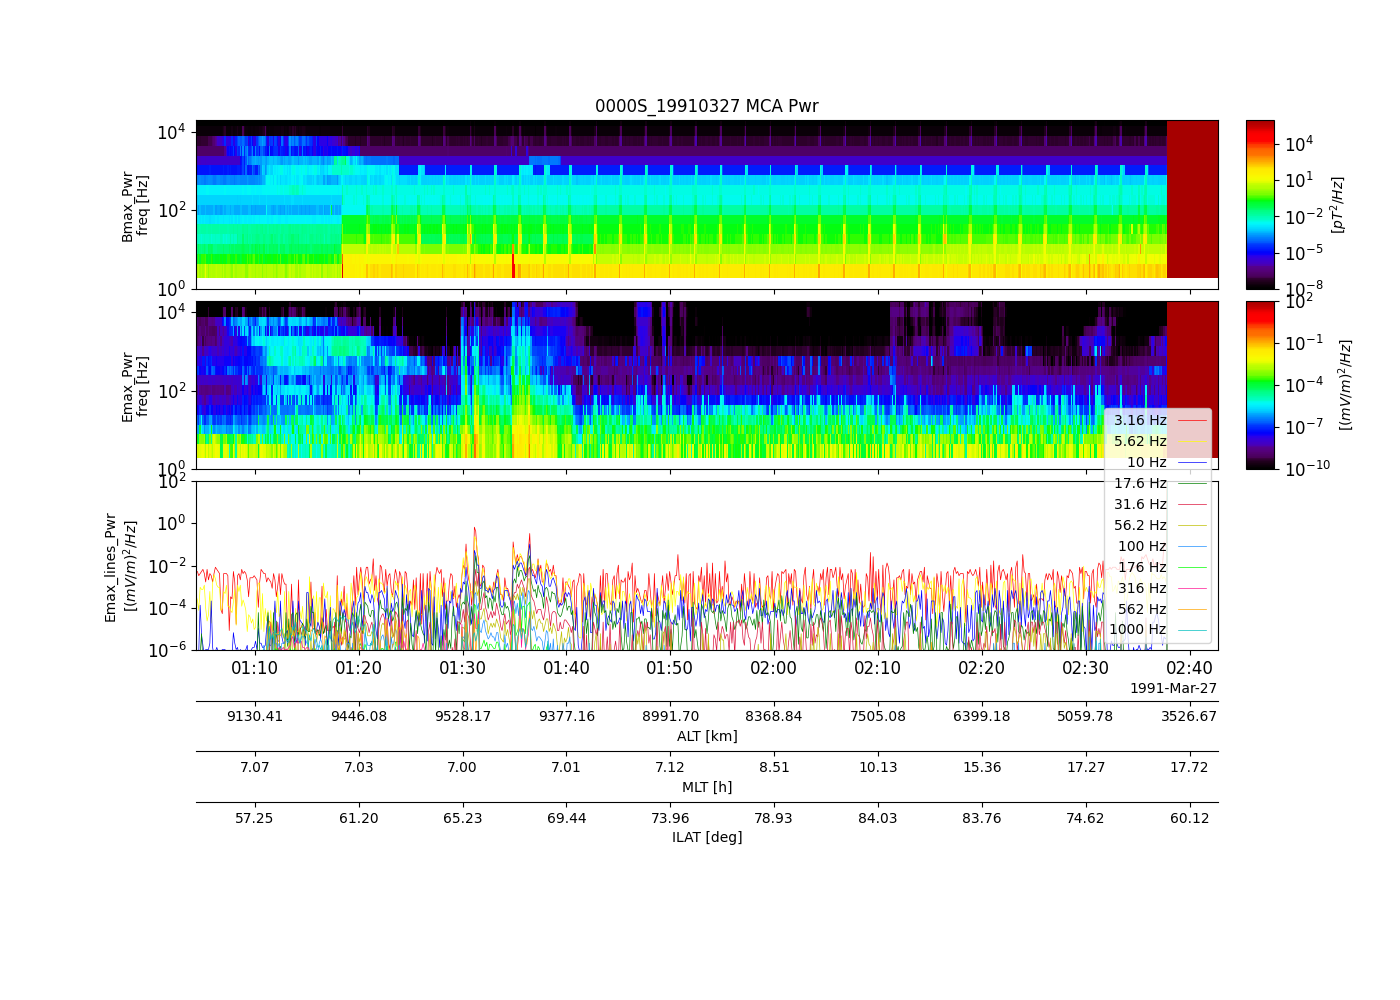 0000S_19910327 MCA Pwr
Bmax_Pwr
freq [Hz]
10^4
10^2
10^0
10^4
10^1
10^-2
10^-5
10^-8
[pT^2/Hz]
Emax_Pwr
freq [Hz]
10^4
10^2
10^0
10^2
10^-1
10^-4
10^-7
10^-10
[(mV/m)^2/Hz]
Emax_lines_Pwr
[(mV/m)^2/Hz]
10^2
10^0
10^-2
10^-4
10^-6
3.16 Hz
5.62 Hz
10 Hz
17.6 Hz
31.6 Hz
56.2 Hz
100 Hz
176 Hz
316 Hz
562 Hz
1000 Hz
01:10 01:20 01:30 01:40 01:50 02:00 02:10 02:20 02:30 02:40
1991-Mar-27
9130.41 9446.08 9528.17 9377.16 8991.70 8368.84 7505.08 6399.18 5059.78 3526.67
ALT [km]
7.07 7.03 7.00 7.01 7.12 8.51 10.13 15.36 17.27 17.72
MLT [h]
57.25 61.20 65.23 69.44 73.96 78.93 84.03 83.76 74.62 60.12
ILAT [deg]